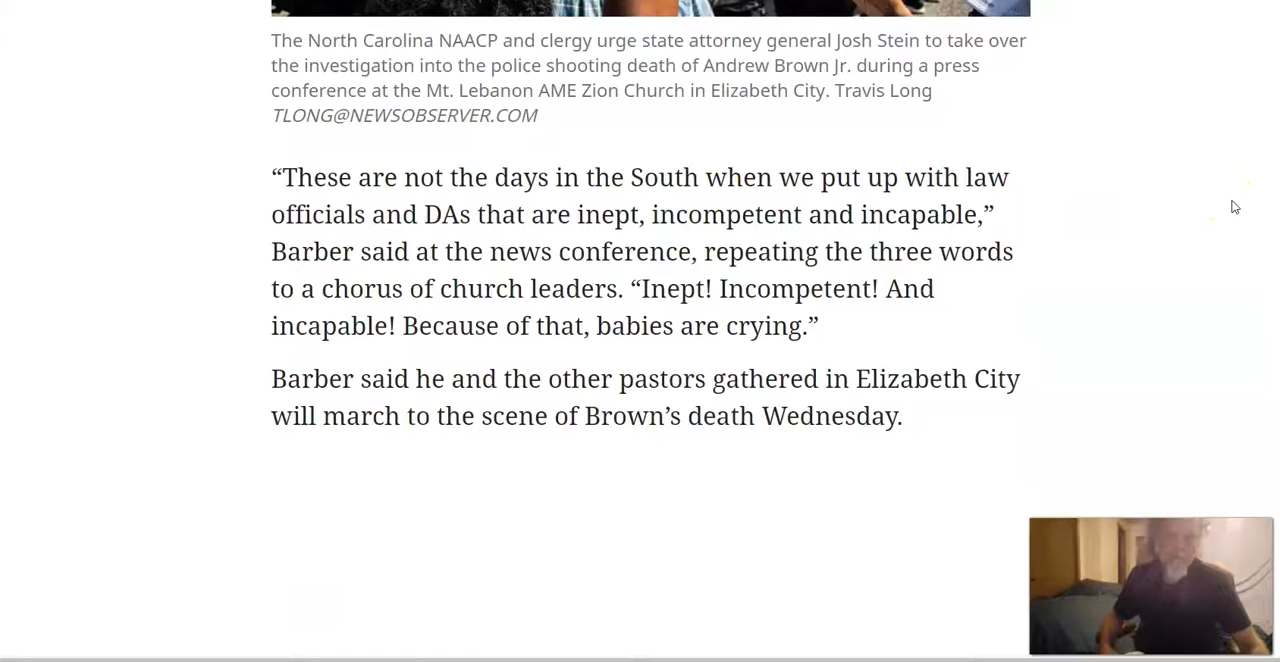 The North Carolina NAACP and clergy urge state attorney general Josh Stein to take over
the investigation into the police shooting death of Andrew Brown Jr. during a press
conference at the Mt. Lebanon AME Zion Church in Elizabeth City. Travis Long
TLONG@NEWSOBSERVER.COM
“These are not the days in the South when we put up with law
officials and DAs that are inept, incompetent and incapable,”
Barber said at the news conference, repeating the three words
to a chorus of church leaders. “Inept! Incompetent! And
incapable! Because of that, babies are crying.”
Barber said he and the other pastors gathered in Elizabeth City
will march to the scene of Brown’s death Wednesday.